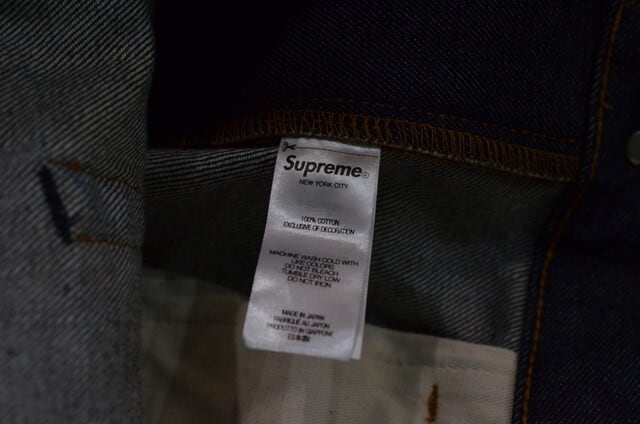 Supreme®
NEW YORK CITY
100% COTTON
EXCLUSIVE OF DECORATION
MACHINE WASH COLD WITH
LIKE COLORS
DO NOT BLEACH
TUMBLE DRY LOW
DO NOT IRON
MADE IN JAPAN
FABRIQUÉ AU JAPON
PRODOTTO IN GIAPPONE
日本製